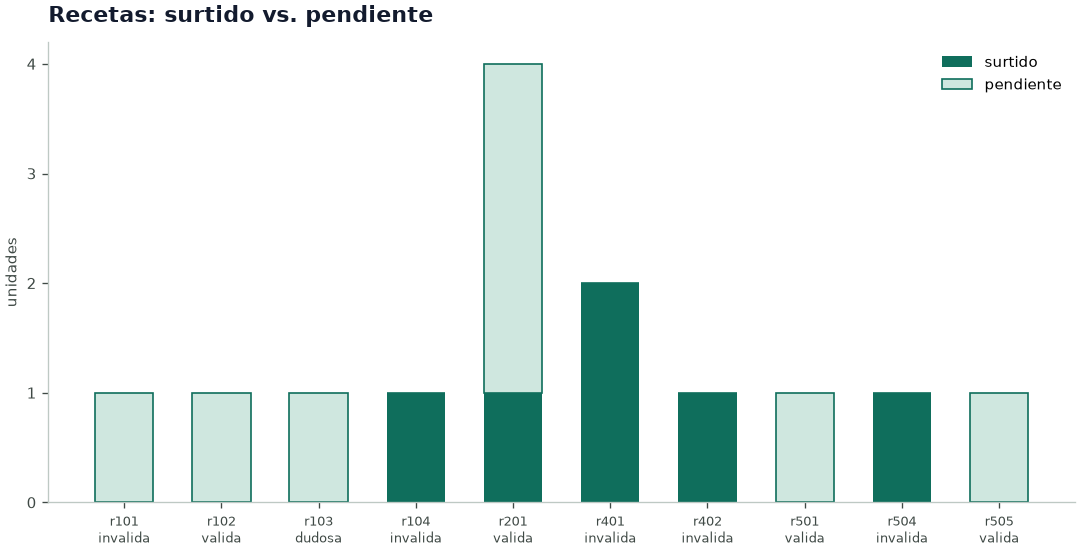 Recetas: surtido vs. pendiente
surtido
pendiente
unidades
4
3
2
1
0
r101 r102 r103 r104 r201 r401 r402 r501 r504 r505
invalida valida dudosa invalida valida invalida invalida valida invalida valida